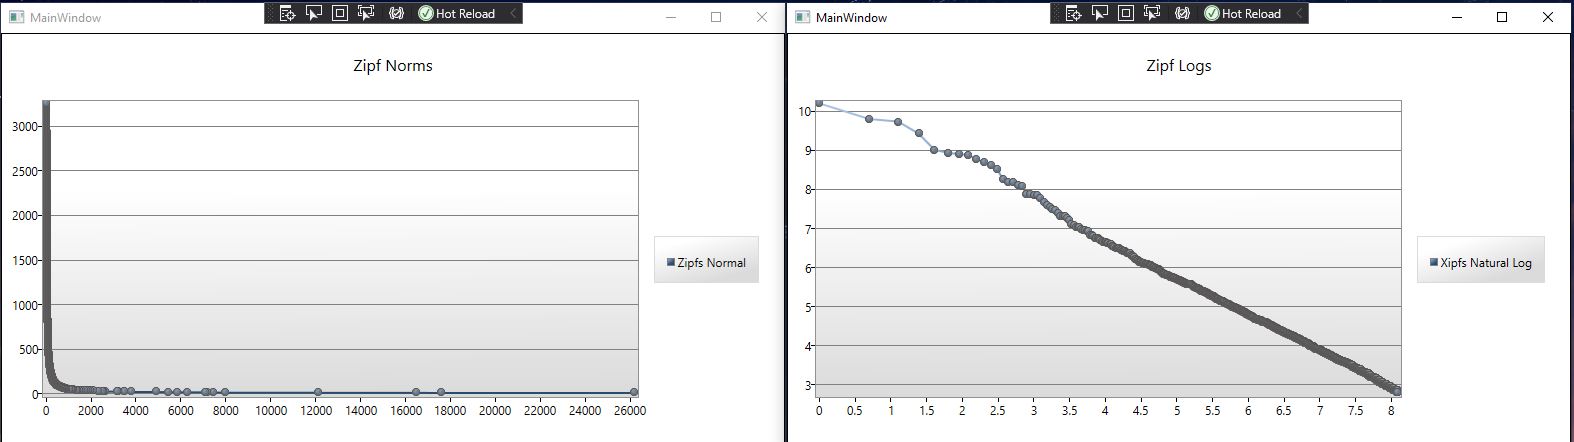 MainWindow
Hot Reload
Zipf Norms
3000
2500
2000
1500
1000
500
0
0 2000 4000 6000 8000 10000 12000 14000 16000 18000 20000 22000 24000 26000
Zipfs Normal
MainWindow
Hot Reload
Zipf Logs
10
9
8
7
6
5
4
3
0 0.5 1 1.5 2 2.5 3 3.5 4 4.5 5 5.5 6 6.5 7 7.5 8
Xipfs Natural Log